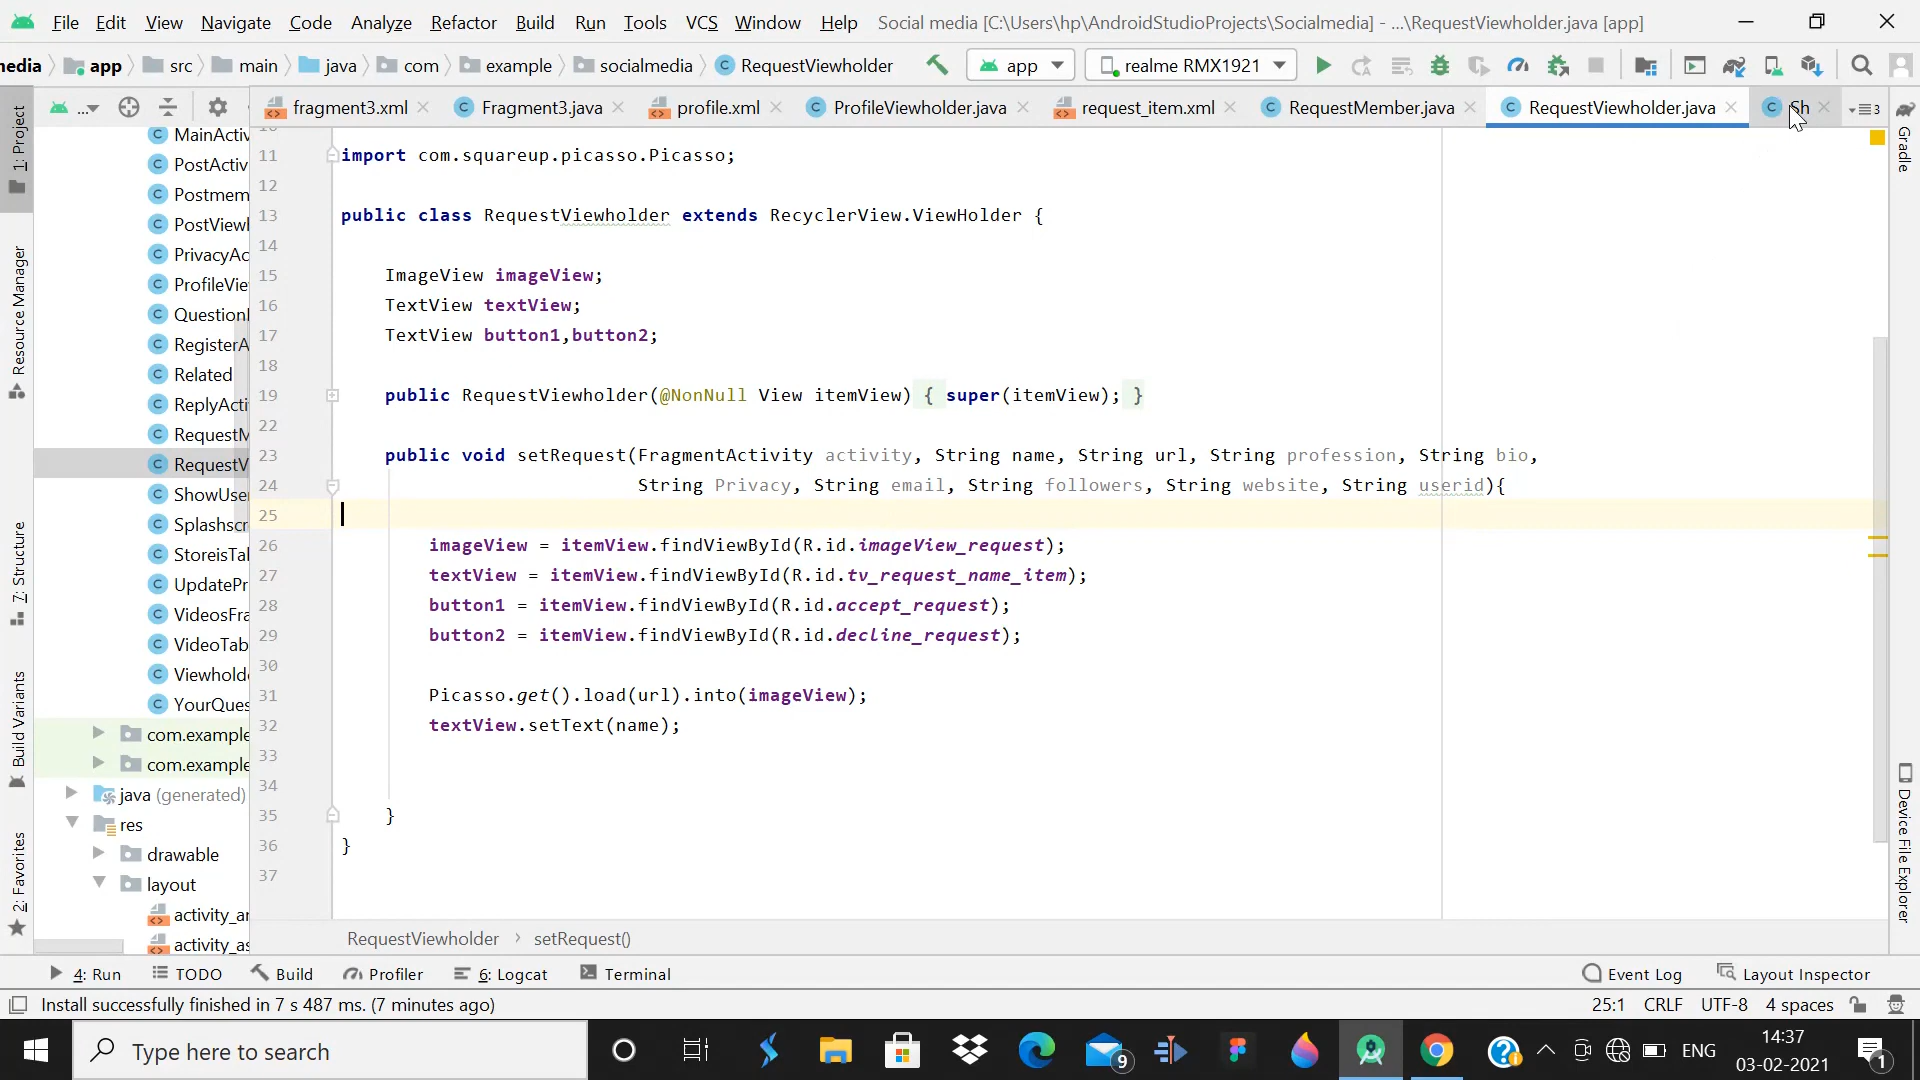 File Edit View Navigate Code Analyze Refactor Build Run Tools VCS Window Help Social media [C:\Users\hp\AndroidStudioProjects\Socialmedia] - ...\RequestViewholder.java [app]
nedia app src main java com example socialmedia RequestViewholder app realme RMX1921
... fragment3.xml Fragment3.java profile.xml ProfileViewholder.java request_item.xml RequestMember.java RequestViewholder.java Sh 3
1: Project
Resource Manager
7: Structure
Build Variants
2: Favorites
MainActiv
PostActiv
Postmem
PostViewh
PrivacyAc
ProfileVie
Question
RegisterA
Related
ReplyActi
RequestM
RequestV
ShowUse
Splashscr
StoreisTal
UpdatePr
VideosFra
VideoTab
Viewholde
YourQues
com.example
com.example
java (generated)
res
drawable
layout
activity_ar
activity_as
11 import com.squareup.picasso.Picasso;
12
13 public class RequestViewholder extends RecyclerView.ViewHolder {
14
15 ImageView imageView;
16 TextView textView;
17 TextView button1,button2;
18
19 public RequestViewholder(@NonNull View itemView) { super(itemView); }
22
23 public void setRequest(FragmentActivity activity, String name, String url, String profession, String bio,
24 String Privacy, String email, String followers, String website, String userid){
25
26 imageView = itemView.findViewById(R.id.imageView_request);
27 textView = itemView.findViewById(R.id.tv_request_name_item);
28 button1 = itemView.findViewById(R.id.accept_request);
29 button2 = itemView.findViewById(R.id.decline_request);
30
31 Picasso.get().load(url).into(imageView);
32 textView.setText(name);
33
34
35 }
36 }
37
Gradle
Device File Explorer
RequestViewholder › setRequest()
4: Run TODO Build Profiler 6: Logcat Terminal Event Log Layout Inspector
Install successfully finished in 7 s 487 ms. (7 minutes ago) 25:1 CRLF UTF-8 4 spaces
Type here to search 9 ENG 14:37
03-02-2021 1